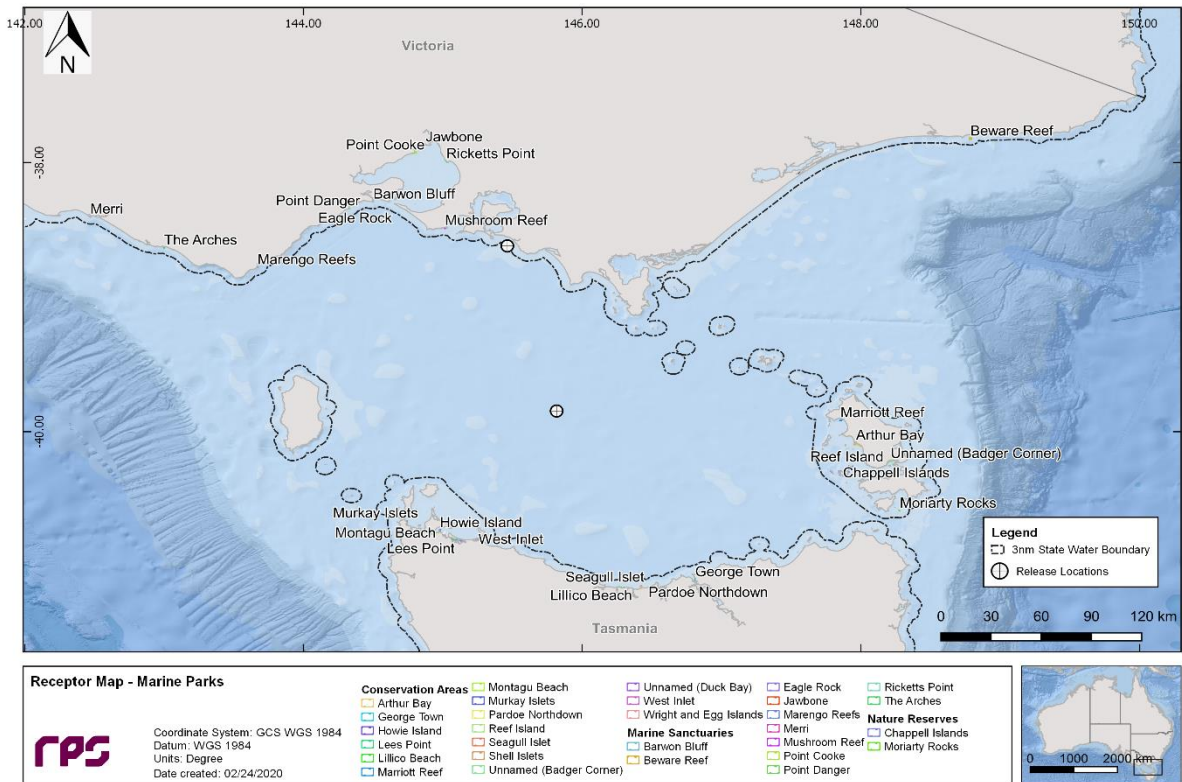 142.00 144.00 146.00 148.00 150.00
N
Victoria
-38.00 -38.00
Beware Reef
Jawbone
Point Cooke
Ricketts Point
Barwon Bluff
Point Danger
Merri
Eagle Rock
Mushroom Reef
The Arches
Marengo Reefs
-40.00 -40.00
Marriott Reef
Arthur Bay
Reef Island
Unnamed (Badger Corner)
Chappell Islands
Moriarty Rocks
Murkay Islets
Howie Island
Montagu Beach
West Inlet
Lees Point
George Town
Seagull Islet
Lillico Beach
Pardoe Northdown
Tasmania
Legend
3nm State Water Boundary
Release Locations
0 30 60 90 120 km
Receptor Map - Marine Parks
rps
Coordinate System: GCS WGS 1984
Datum: WGS 1984
Units: Degree
Date created: 02/24/2020
Conservation Areas
Arthur Bay
George Town
Howie Island
Lees Point
Lillico Beach
Marriott Reef
Montagu Beach
Murkay Islets
Pardoe Northdown
Reef Island
Seagull Islet
Shell Islets
Unnamed (Badger Corner)
Unnamed (Duck Bay)
West Inlet
Wright and Egg Islands
Marine Sanctuaries
Barwon Bluff
Beware Reef
Eagle Rock
Jawbone
Marengo Reefs
Merri
Mushroom Reef
Point Cooke
Point Danger
Ricketts Point
The Arches
Nature Reserves
Chappell Islands
Moriarty Rocks
0 1000 2000 km